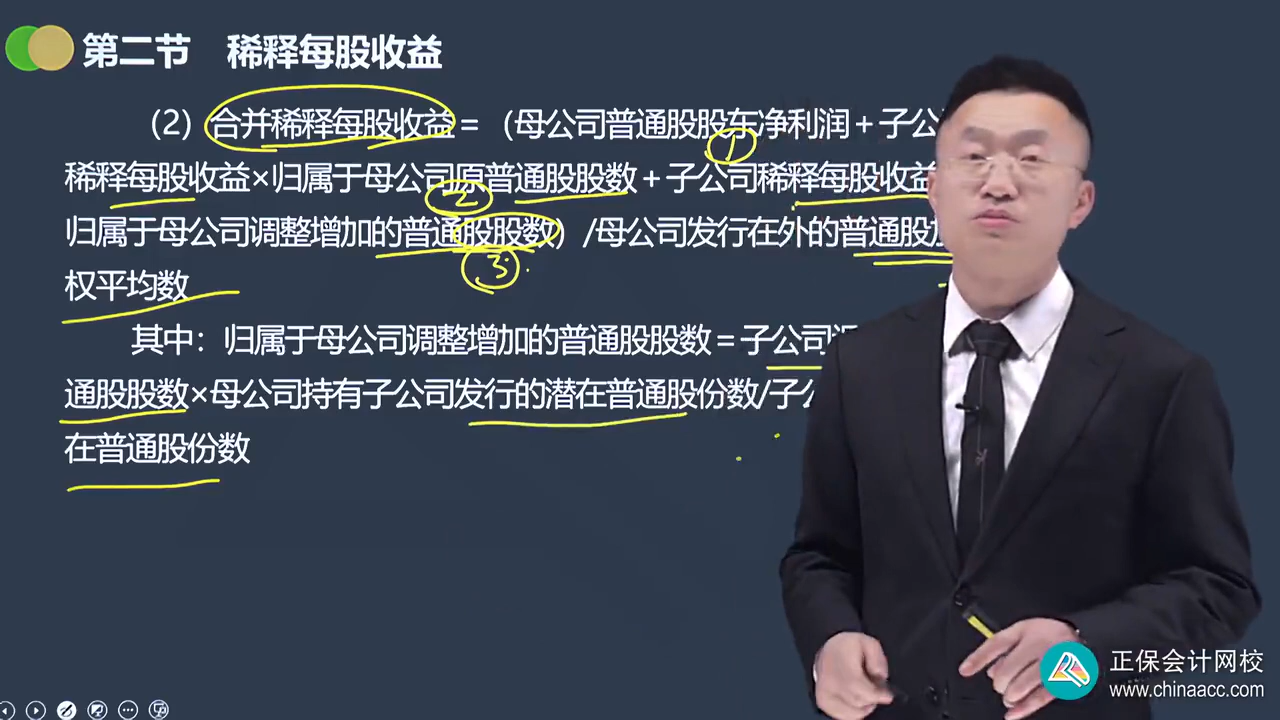 第二节 稀释每股收益
（2）合并稀释每股收益＝（母公司普通股股东净利润＋子公
①
稀释每股收益×归属于母公司原普通股股数＋子公司稀释每股收益
②
归属于母公司调整增加的普通股股数）/母公司发行在外的普通股加
③
权平均数
其中：归属于母公司调整增加的普通股股数＝子公司
通股股数×母公司持有子公司发行的潜在普通股份数/子
在普通股份数
正保会计网校
www.chinaacc.com